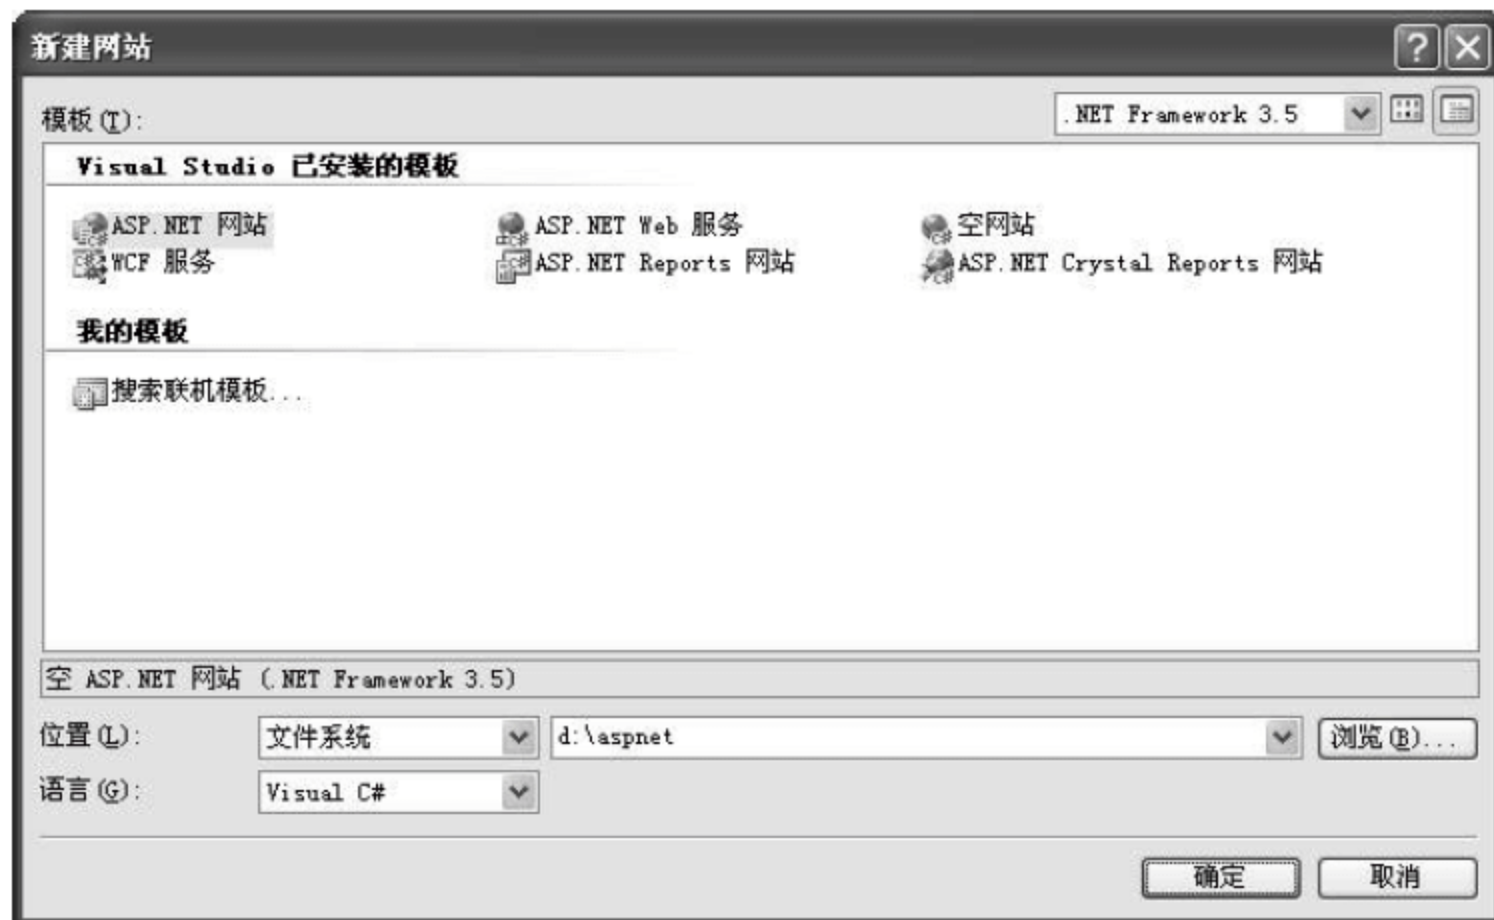 新建网站
模板(T): .NET Framework 3.5
Visual Studio 已安装的模板
ASP.NET 网站 ASP.NET Web 服务 空网站
WCF 服务 ASP.NET Reports 网站 ASP.NET Crystal Reports 网站
我的模板
搜索联机模板...
空 ASP.NET 网站 (.NET Framework 3.5)
位置(L): 文件系统 d:\aspnet 浏览(B)...
语言(G): Visual C#
确定 取消